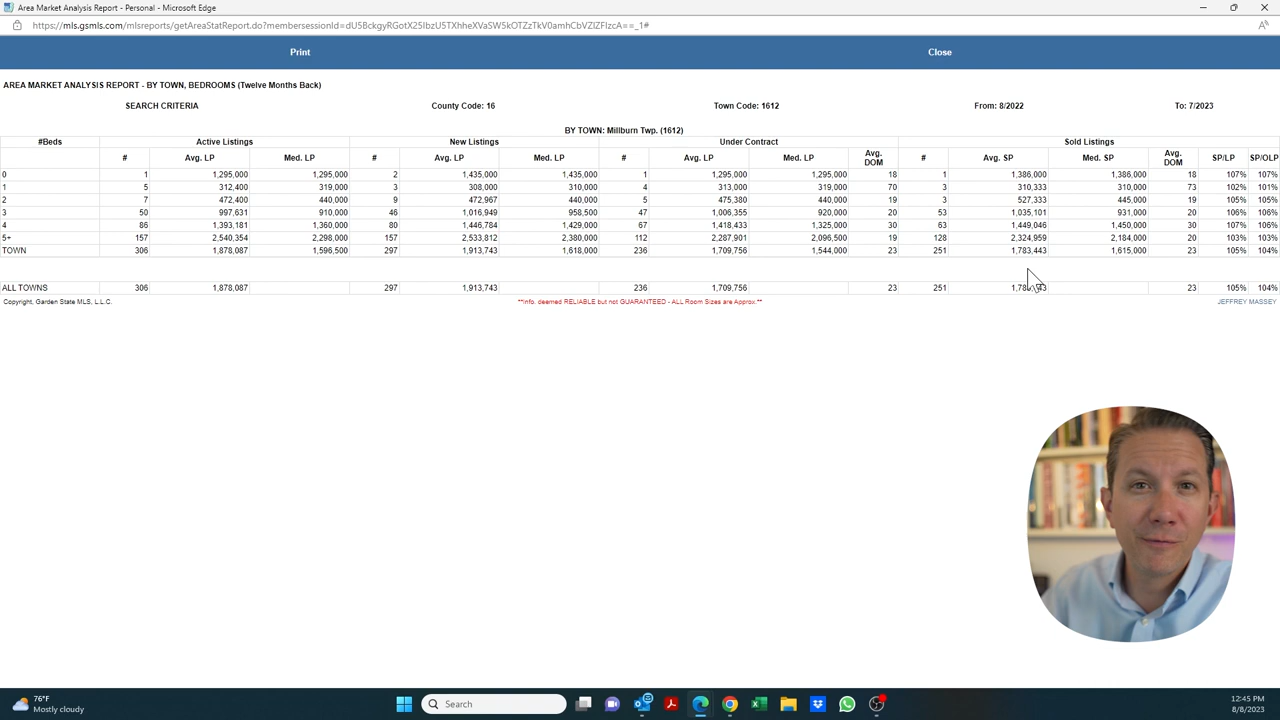 Area Market Analysis Report - Personal - Microsoft Edge
Print Close
AREA MARKET ANALYSIS REPORT - BY TOWN, BEDROOMS (Twelve Months Back)
SEARCH CRITERIA County Code: 16 Town Code: 1612 From: 8/2022 To: 7/2023
BY TOWN: Millburn Twp. (1612)
#Beds Active Listings New Listings Under Contract Sold Listings
# Avg. LP Med. LP # Avg. LP Med. LP # Avg. LP Med. LP Avg. DOM # Avg. SP Med. SP Avg. DOM SP/LP SP/OLP
0 1 1,295,000 1,295,000 2 1,435,000 1,435,000 1 1,295,000 1,295,000 18 1 1,386,000 1,386,000 18 107% 107%
1 5 312,400 319,000 3 308,000 310,000 4 313,000 319,000 70 3 310,333 310,000 73 102% 101%
2 7 472,400 440,000 9 472,967 440,000 5 475,380 440,000 19 3 527,333 445,000 19 105% 105%
3 50 997,631 910,000 46 1,016,949 958,500 47 1,006,355 920,000 20 53 1,035,101 931,000 20 106% 106%
4 86 1,393,181 1,360,000 80 1,446,784 1,429,000 67 1,418,433 1,325,000 30 63 1,449,046 1,450,000 30 107% 106%
5+ 157 2,540,354 2,298,000 157 2,533,812 2,380,000 112 2,287,901 2,096,500 19 128 2,324,959 2,184,000 20 103% 103%
TOWN 306 1,878,087 1,596,500 297 1,913,743 1,618,000 236 1,709,756 1,544,000 23 251 1,783,443 1,615,000 23 105% 104%
ALL TOWNS 306 1,878,087 297 1,913,743 236 1,709,756 23 251 23 105% 104%
Copyright, Garden State MLS, L.L.C. **Info. deemed RELIABLE but not GUARANTEED - ALL Room Sizes are Approx.** JEFFREY MASSEY
76°F
Mostly cloudy
Search
12:45 PM
8/8/2023